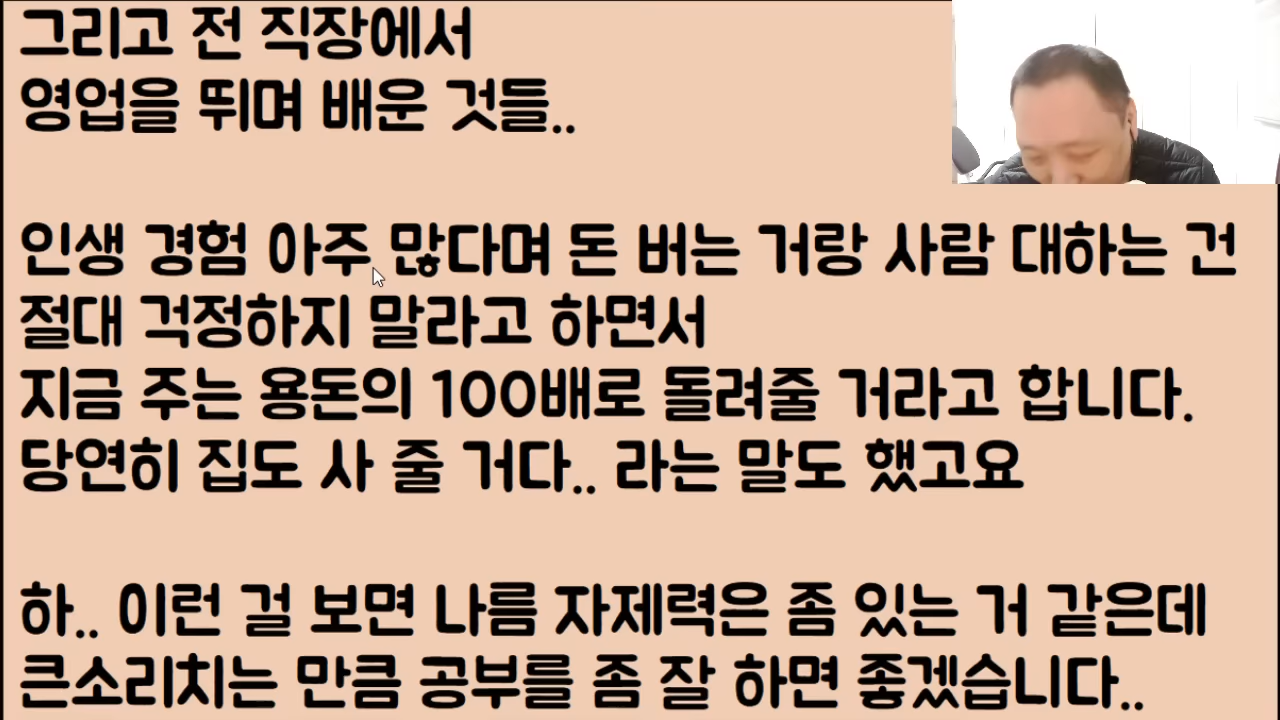 그리고 전 직장에서
영업을 뛰며 배운 것들..
인생 경험 아주 많다며 돈 버는 거랑 사람 대하는 건
절대 걱정하지 말라고 하면서
지금 주는 용돈의 100배로 돌려줄 거라고 합니다.
당연히 집도 사 줄 거다.. 라는 말도 했고요
하.. 이런 걸 보면 나름 자제력은 좀 있는 거 같은데
큰소리치는 만큼 공부를 좀 잘 하면 좋겠습니다..